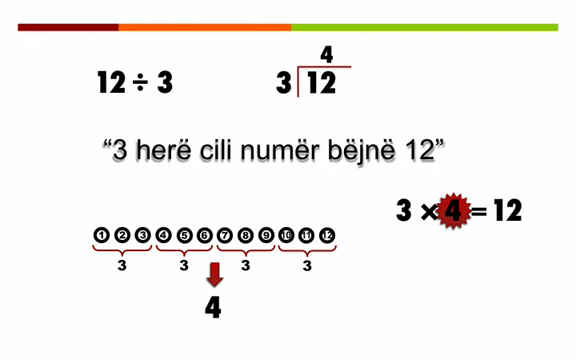 4
12 ÷ 3 3 12
“3 herë cili numër bëjnë 12”
3 × 4 = 12
1 2 3 4 5 6 7 8 9 10 11 12
3 3 3 3
4